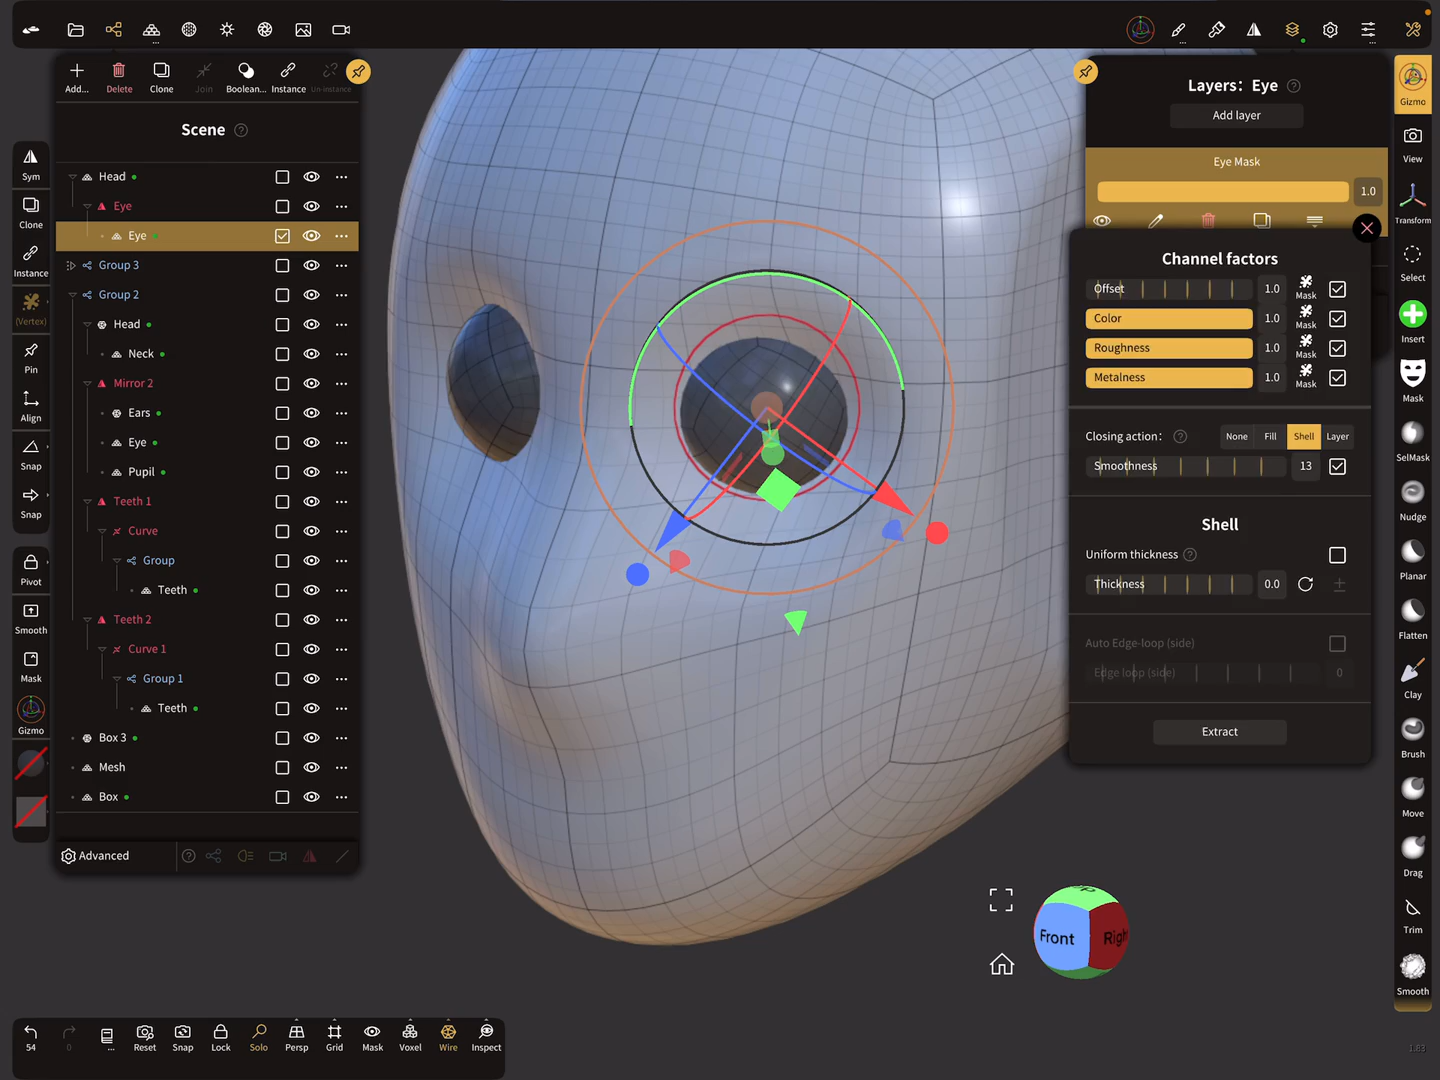 Add...
Delete
Clone
Join
Boolean...
Instance
Un-instance
Scene
Head
Eye
Eye
Group 3
Group 2
Head
Neck
Mirror 2
Ears
Eye
Pupil
Teeth 1
Curve
Group
Teeth
Teeth 2
Curve 1
Group 1
Teeth
Box 3
Mesh
Box
Advanced
Sym
Clone
Instance
(Vertex)
Pin
Align
Snap
Snap
Pivot
Smooth
Mask
Gizmo
Layers: Eye
Add layer
Eye Mask
1.0
Channel factors
Offset 1.0 Mask
Color 1.0 Mask
Roughness 1.0 Mask
Metalness 1.0 Mask
Closing action: None Fill Shell Layer
Smoothness 13
Shell
Uniform thickness
Thickness 0.0
Auto Edge-loop (side)
Edge loop (side) 0
Extract
Gizmo
View
Transform
Select
Insert
Mask
SelMask
Nudge
Planar
Flatten
Clay
Brush
Move
Drag
Trim
Smooth
Front
54
0
...
Reset
Snap
Lock
Solo
Persp
Grid
Mask
Voxel
Wire
Inspect
1.83